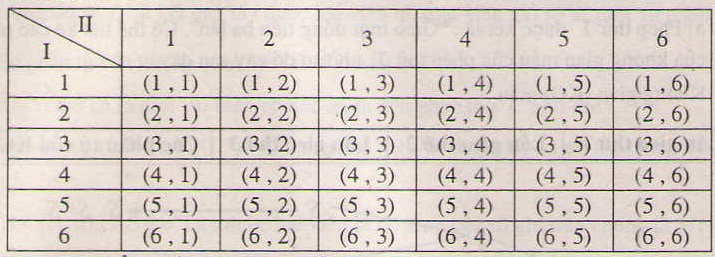 II
I 1 2 3 4 5 6
1 (1 , 1) (1 , 2) (1 , 3) (1 , 4) (1 , 5) (1 , 6)
2 (2 , 1) (2 , 2) (2 , 3) (2 , 4) (2 , 5) (2 , 6)
3 (3 , 1) (3 , 2) (3 , 3) (3 , 4) (3 , 5) (3 , 6)
4 (4 , 1) (4 , 2) (4 , 3) (4 , 4) (4 , 5) (4 , 6)
5 (5 , 1) (5 , 2) (5 , 3) (5 , 4) (5 , 5) (5 , 6)
6 (6 , 1) (6 , 2) (6 , 3) (6 , 4) (6 , 5) (6 , 6)